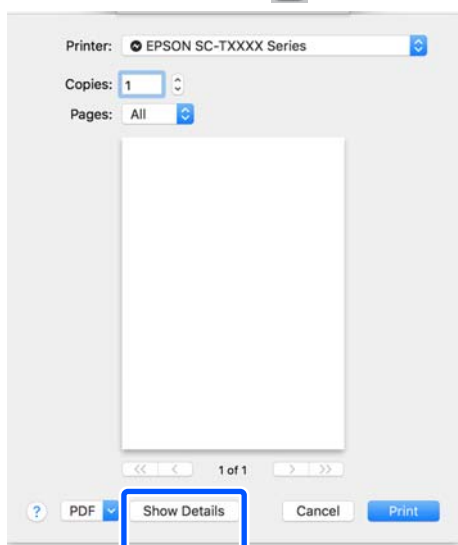 Printer: EPSON SC-TXXXX Series
Copies: 1
Pages: All
<< < 1 of 1 > >>
? PDF Show Details Cancel Print